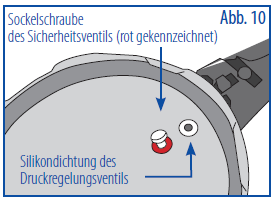 Sockelschraube
des Sicherheitsventils (rot gekennzeichnet)
Abb. 10
Silikondichtung des
Druckregelungsventils